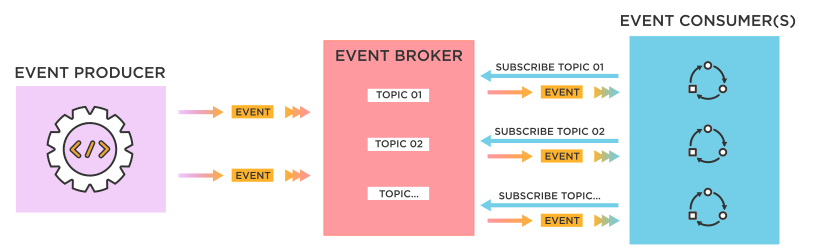 EVENT PRODUCER
</>
EVENT
EVENT
EVENT BROKER
TOPIC 01
TOPIC 02
TOPIC...
EVENT CONSUMER(S)
SUBSCRIBE TOPIC 01
EVENT
SUBSCRIBE TOPIC 02
EVENT
SUBSCRIBE TOPIC...
EVENT